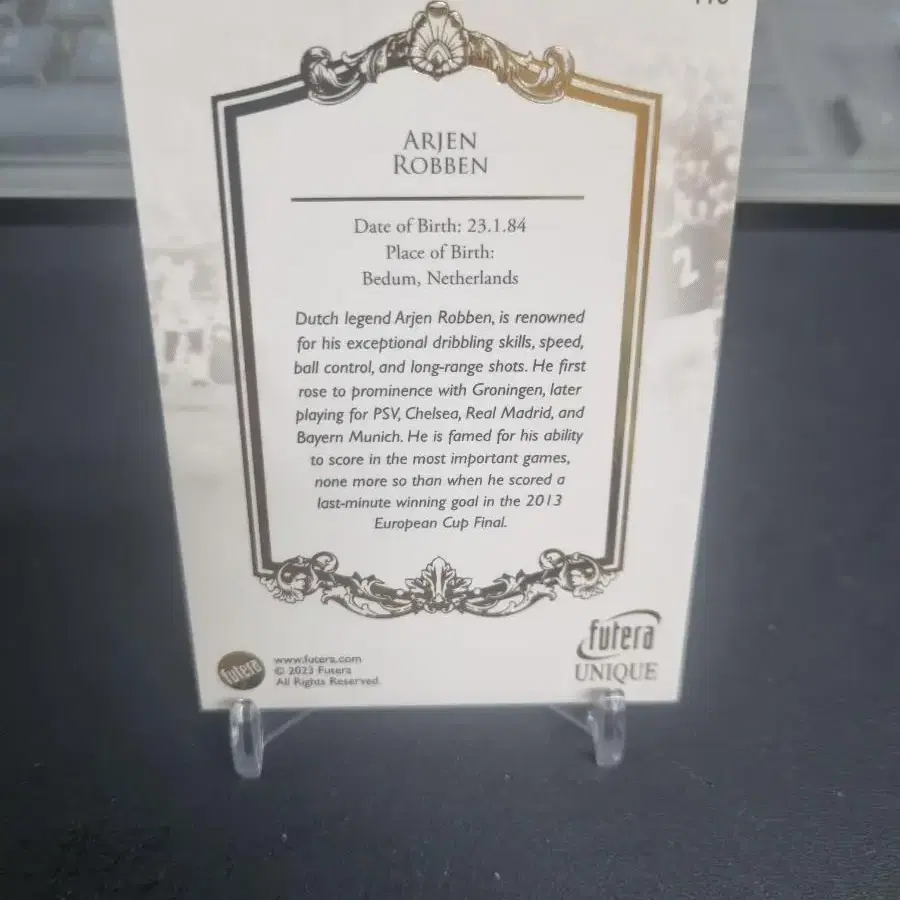 ARJEN
ROBBEN
Date of Birth: 23.1.84
Place of Birth:
Bedum, Netherlands
Dutch legend Arjen Robben, is renowned
for his exceptional dribbling skills, speed,
ball control, and long-range shots. He first
rose to prominence with Groningen, later
playing for PSV, Chelsea, Real Madrid, and
Bayern Munich. He is famed for his ability
to score in the most important games,
none more so than when he scored a
last-minute winning goal in the 2013
European Cup Final.
futera
www.futera.com
© 2023 Futera
All Rights Reserved.
futera
UNIQUE
2